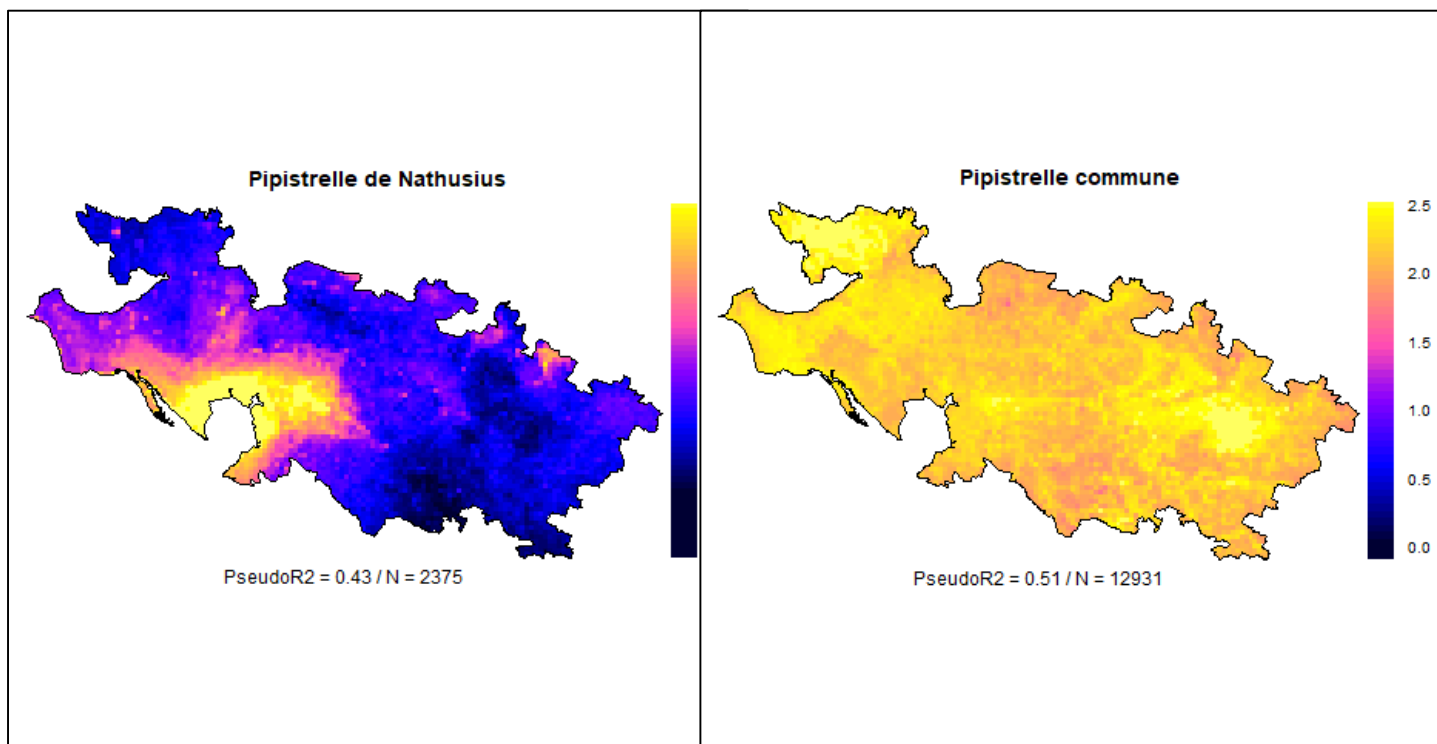 Pipistrelle de Nathusius
PseudoR2 = 0.43 / N = 2375
Pipistrelle commune
2.5
2.0
1.5
1.0
0.5
0.0
PseudoR2 = 0.51 / N = 12931